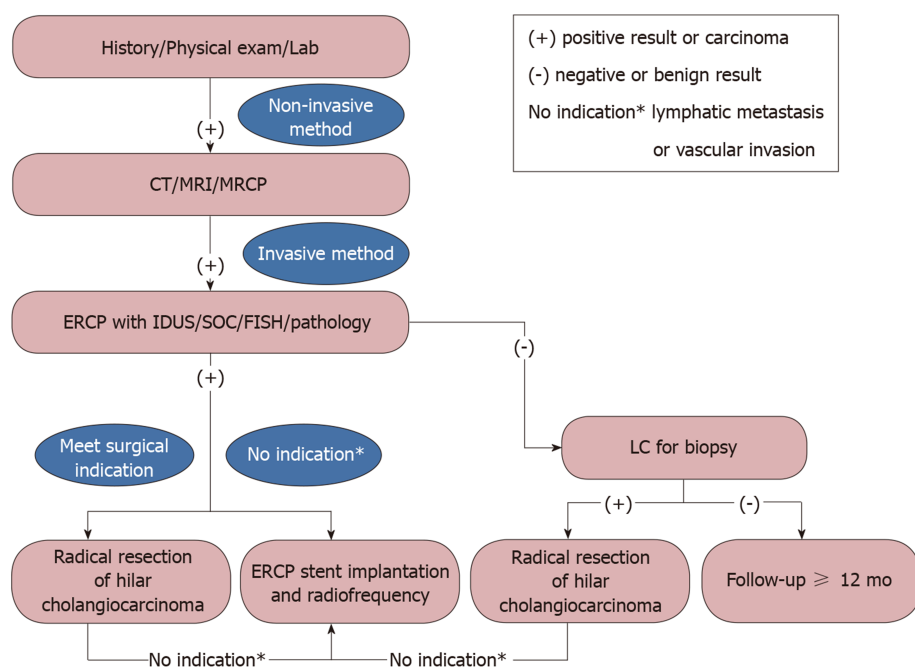 History/Physical exam/Lab
(+) positive result or carcinoma
(-) negative or benign result
No indication* lymphatic metastasis
or vascular invasion
Non-invasive
method
(+)
CT/MRI/MRCP
Invasive method
(+)
ERCP with IDUS/SOC/FISH/pathology
(-)
(+)
Meet surgical
indication
No indication*
LC for biopsy
(+)
(-)
Radical resection
of hilar
cholangiocarcinoma
ERCP stent implantation
and radiofrequency
Radical resection
of hilar
cholangiocarcinoma
Follow-up ≥ 12 mo
No indication*
No indication*